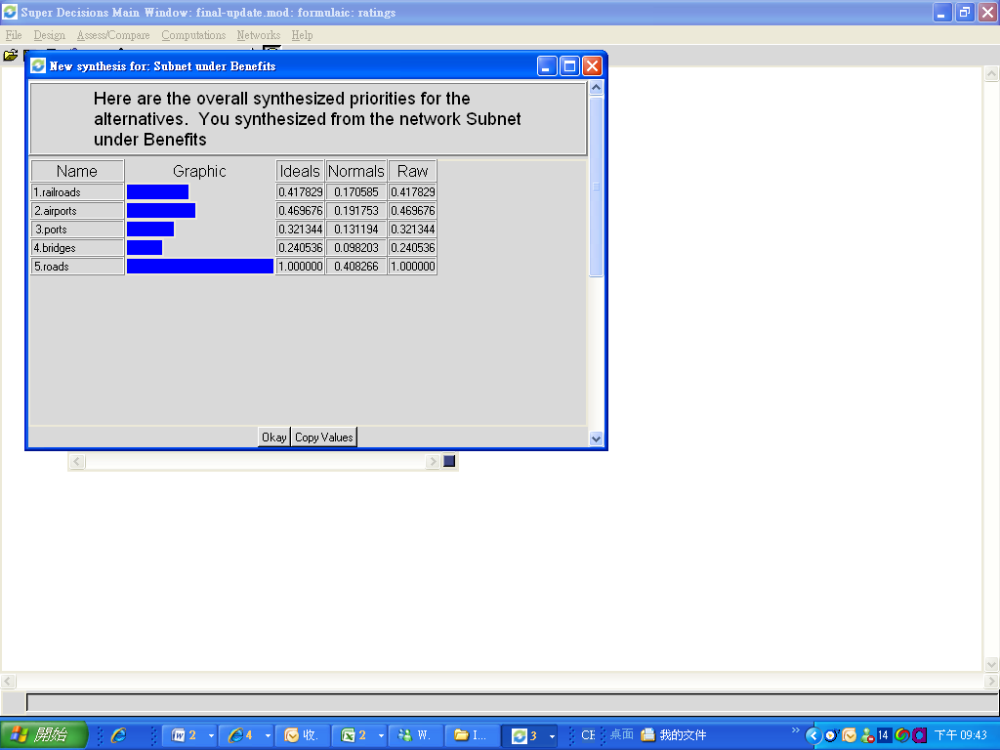 Super Decisions Main Window: final-update.mod: formulaic: ratings
File Design Assess/Compare Computations Networks Help
New synthesis for: Subnet under Benefits
Here are the overall synthesized priorities for the
alternatives. You synthesized from the network Subnet
under Benefits
Name Graphic Ideals Normals Raw
1.railroads 0.417829 0.170585 0.417829
2.airports 0.469676 0.191753 0.469676
3.ports 0.321344 0.131194 0.321344
4.bridges 0.240536 0.098203 0.240536
5.roads 1.000000 0.408266 1.000000
Okay Copy Values
開始 2 4 收. 2 W. I... 3 CH 桌面 我的文件 14 下午 09:43